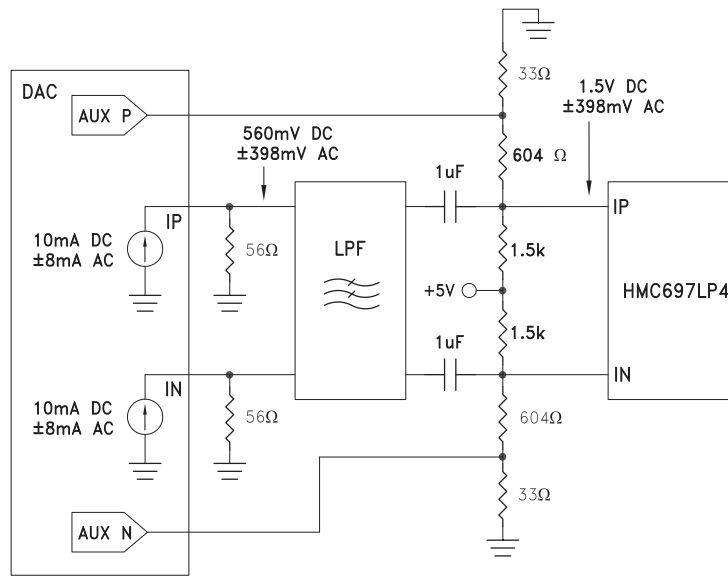 33Ω
DAC
1.5V DC
±398mV AC
AUX P
560mV DC
±398mV AC
604 Ω
1uF
IP
IP
10mA DC
±8mA AC
56Ω
LPF
1.5k
+5V
HMC697LP4
1.5k
1uF
IN
IN
10mA DC
±8mA AC
56Ω
604Ω
33Ω
AUX N